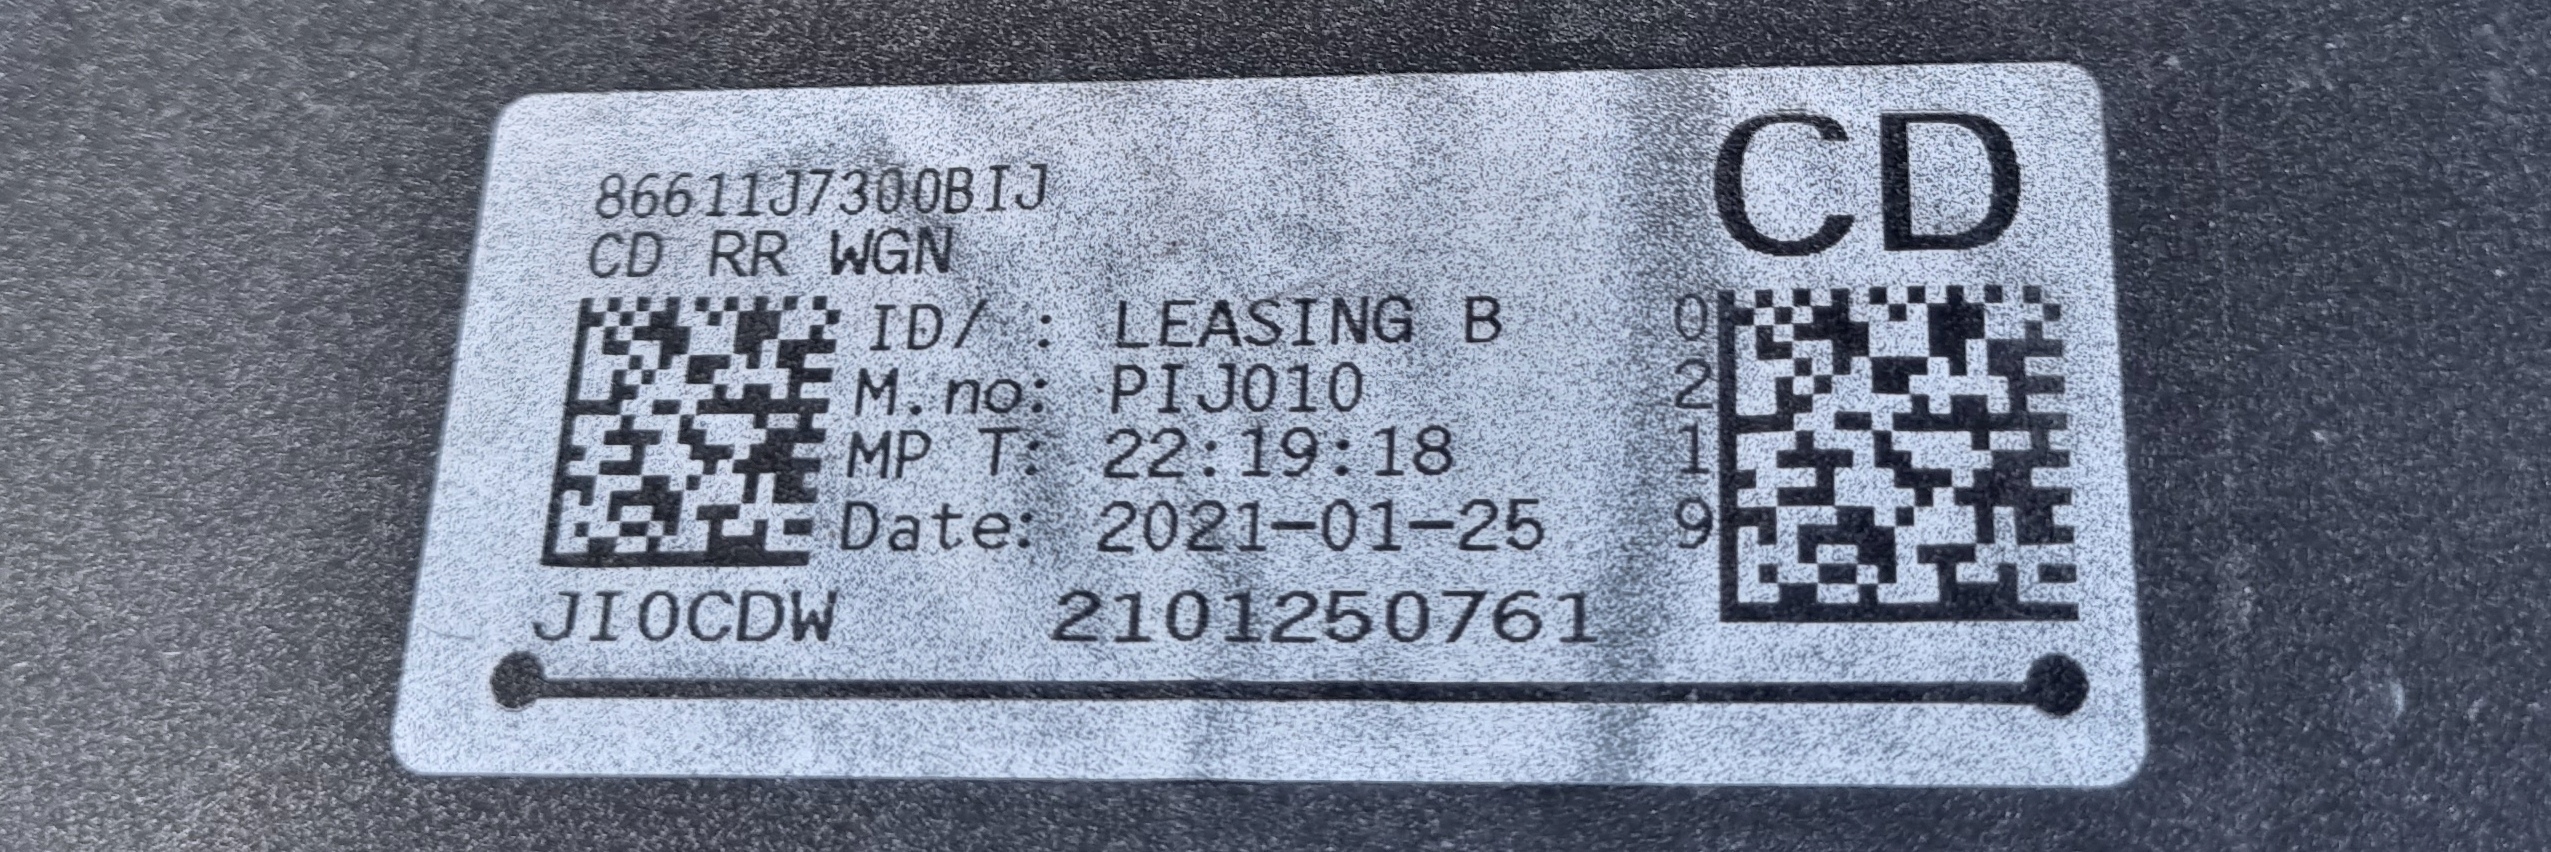 CD
86611J7300BIJ
CD RR WGN
ID/ : LEASING B 0
M.no: PIJ010 2
MP T: 22:19:18 1
Date: 2021-01-25 9
JI0CDW 2101250761